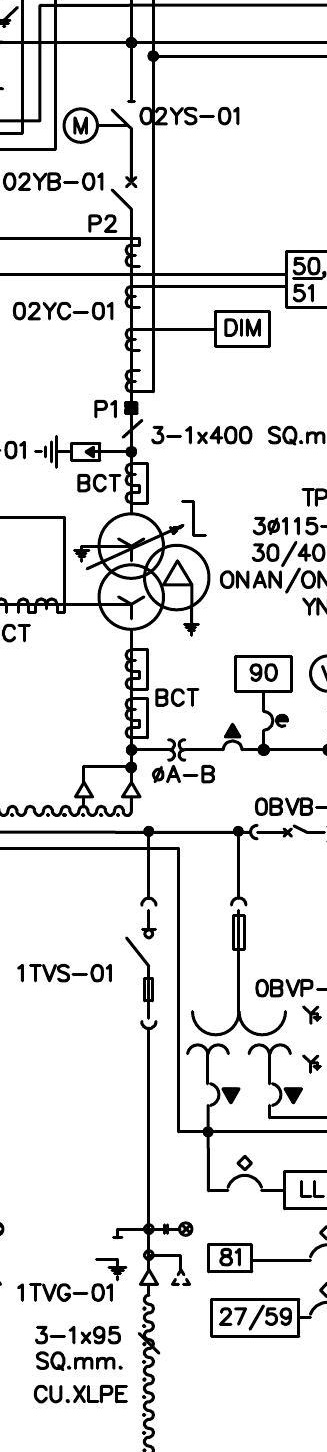 02YS-01
M
02YB-01
P2
50,
51
02YC-01
DIM
P1
3-1x400 SQ.m
01
BCT
TP
3ø115-
30/40
ONAN/ON
YN
CT
90
BCT
e
øA-B
0BVB-
1TVS-01
0BVP-
LL
81
1TVG-01
27/59
3-1x95
SQ.mm.
CU.XLPE